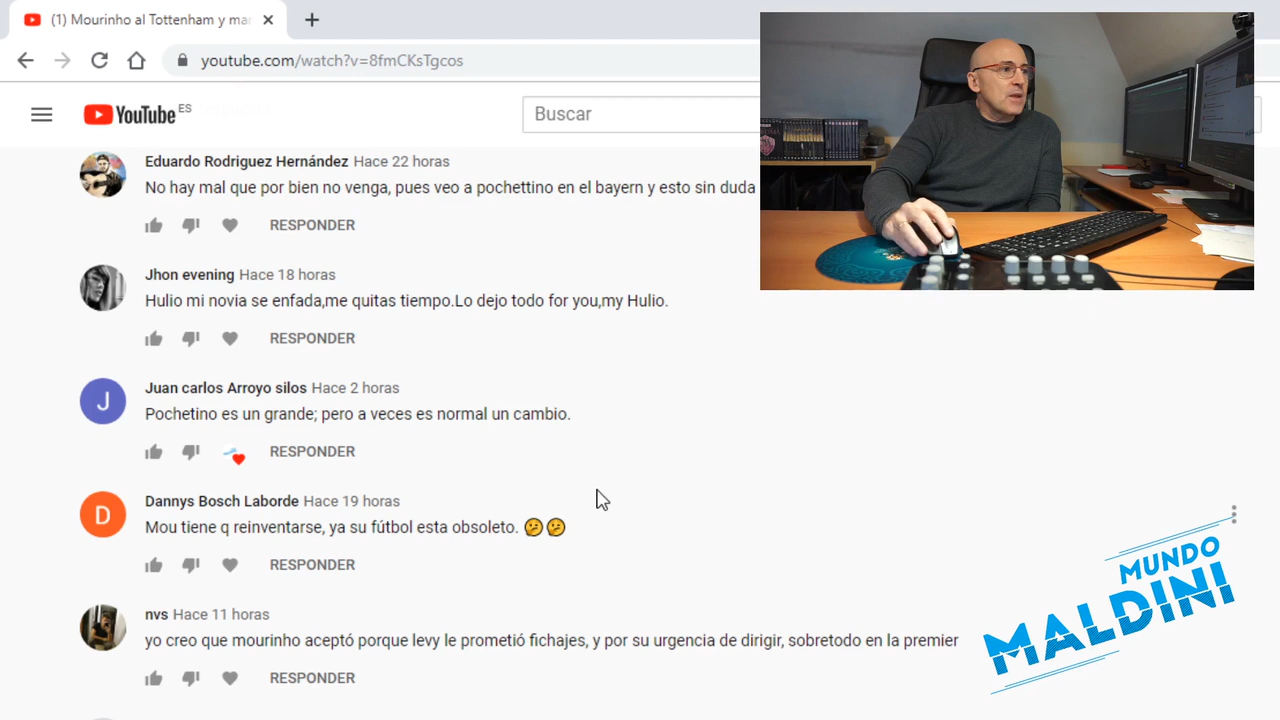 (1) Mourinho al Tottenham y mar
youtube.com/watch?v=8fmCKsTgcos
YouTube ES
Buscar
Eduardo Rodriguez Hernández Hace 22 horas
No hay mal que por bien no venga, pues veo a pochettino en el bayern y esto sin duda
RESPONDER
Jhon evening Hace 18 horas
Hulio mi novia se enfada,me quitas tiempo.Lo dejo todo for you,my Hulio.
RESPONDER
J
Juan carlos Arroyo silos Hace 2 horas
Pochetino es un grande; pero a veces es normal un cambio.
RESPONDER
D
Dannys Bosch Laborde Hace 19 horas
Mou tiene q reinventarse, ya su fútbol esta obsoleto. 🤔🤔
RESPONDER
nvs Hace 11 horas
yo creo que mourinho aceptó porque levy le prometió fichajes, y por su urgencia de dirigir, sobretodo en la premier
RESPONDER
MUNDO
MALDINI